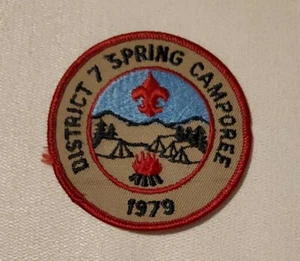 DISTRICT 7 SPRING CAMPOREE
1979